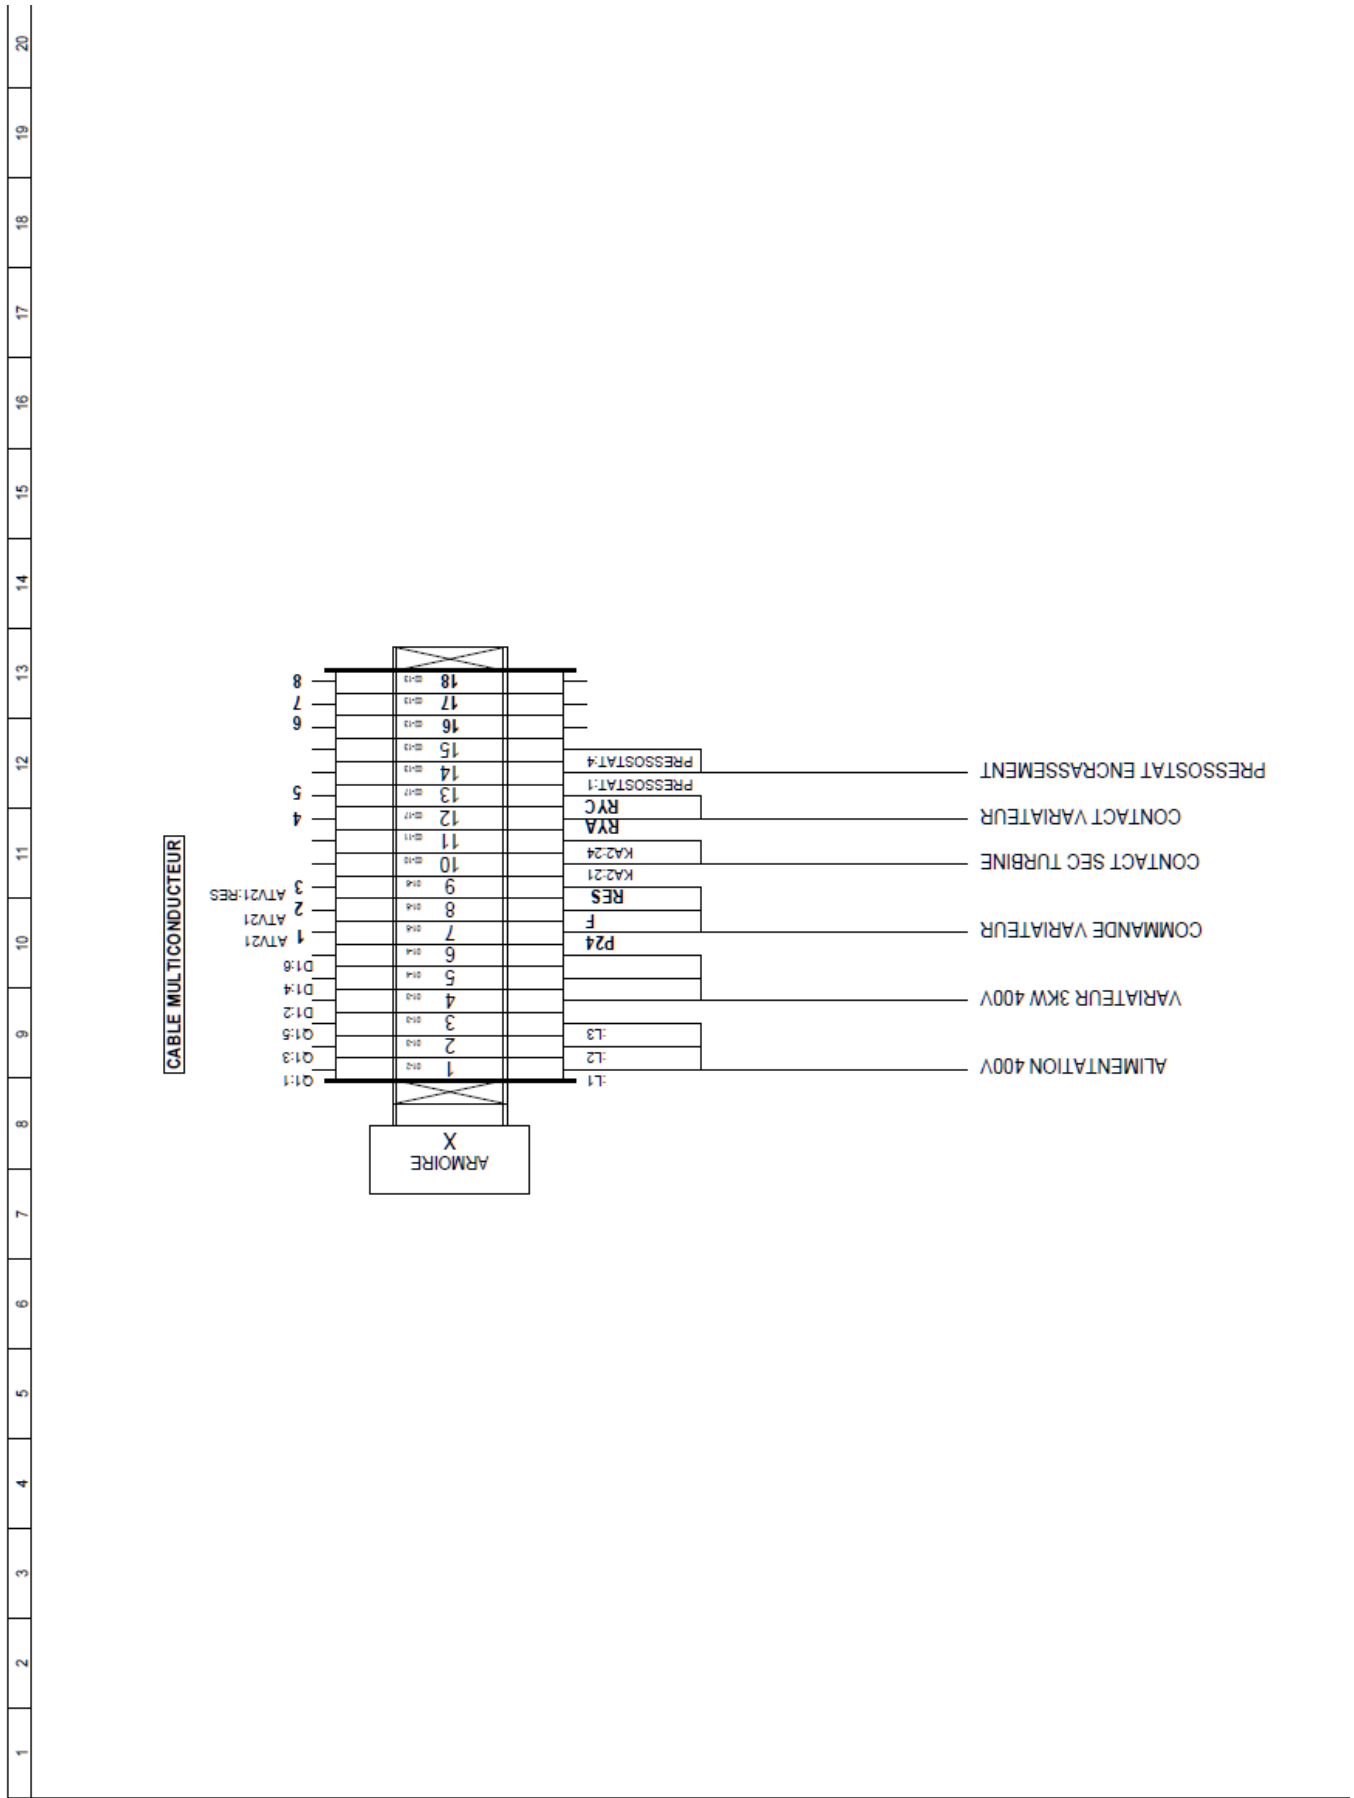 20
19
18
17
16
15
14
13
12
11
10
9
8
7
6
5
4
3
2
1
CABLE MULTICONDUCTEUR
ARMOIRE
X
:L1 1 Q1:1
:L2 2 Q1:3
:L3 3 Q1:5
ALIMENTATION 400V
4 D1:2
5 D1:4
6 D1:6
VARIATEUR 3KW 400V
P24 7 1 ATV21
F 8 2 ATV21
RES 9 3 ATV21:RES
COMMANDE VARIATEUR
KA2:21 10
KA2:24 11
CONTACT SEC TURBINE
RYA 12 4
RYC 13 5
CONTACT VARIATEUR
PRESSOSTAT:1 14
PRESSOSTAT:4 15
PRESSOSTAT ENCRASSEMENT
16 6
17 7
18 8